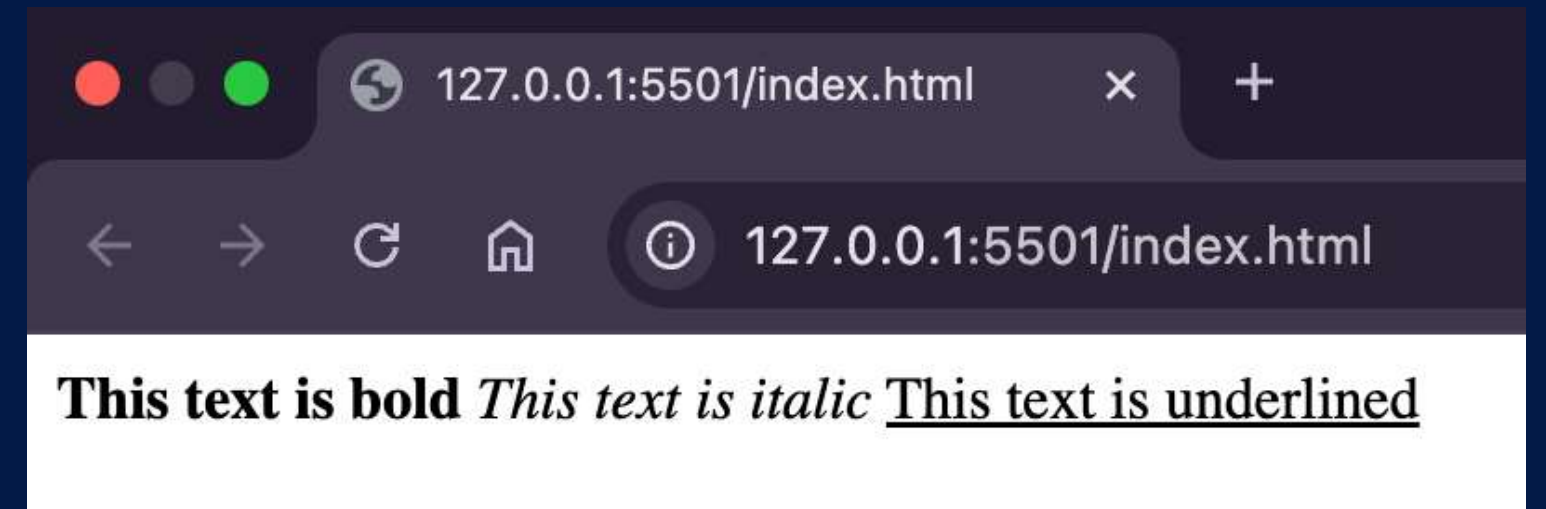 127.0.0.1:5501/index.html
127.0.0.1:5501/index.html
This text is bold This text is italic This text is underlined